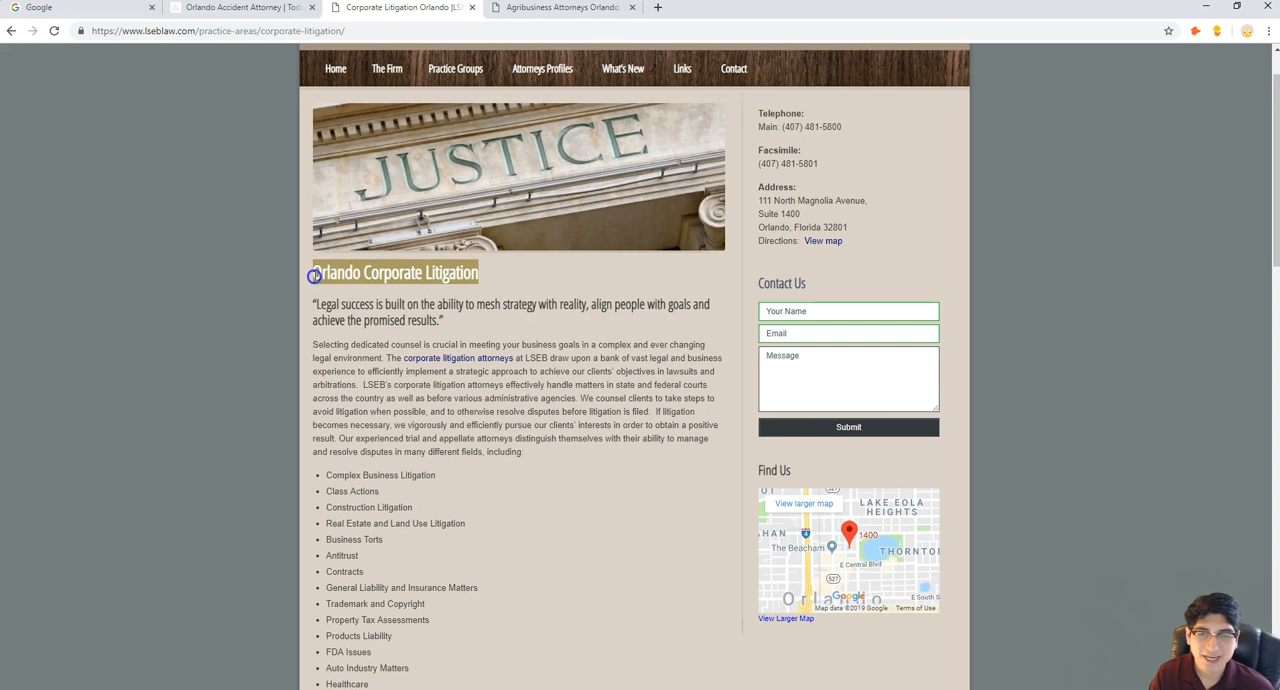 Google
Orlando Accident Attorney | Tod
Corporate Litigation Orlando |LS
Agribusiness Attorneys Orlando,
https://www.lseblaw.com/practice-areas/corporate-litigation/
Home
The Firm
Practice Groups
Attorneys Profiles
What's New
Links
Contact
JUSTICE
Orlando Corporate Litigation
“Legal success is built on the ability to mesh strategy with reality, align people with goals and
achieve the promised results.”
Selecting dedicated counsel is crucial in meeting your business goals in a complex and ever changing
legal environment. The corporate litigation attorneys at LSEB draw upon a bank of vast legal and business
experience to efficiently implement a strategic approach to achieve our clients' objectives in lawsuits and
arbitrations. LSEB's corporate litigation attorneys effectively handle matters in state and federal courts
across the country as well as before various administrative agencies. We counsel clients to take steps to
avoid litigation when possible, and to otherwise resolve disputes before litigation is filed. If litigation
becomes necessary, we vigorously and efficiently pursue our clients' interests in order to obtain a positive
result. Our experienced trial and appellate attorneys distinguish themselves with their ability to manage
and resolve disputes in many different fields, including:
• Complex Business Litigation
• Class Actions
• Construction Litigation
• Real Estate and Land Use Litigation
• Business Torts
• Antitrust
• Contracts
• General Liability and Insurance Matters
• Trademark and Copyright
• Property Tax Assessments
• Products Liability
• FDA Issues
• Auto Industry Matters
• Healthcare
Telephone:
Main: (407) 481-5800
Facsimile:
(407) 481-5801
Address:
111 North Magnolia Avenue,
Suite 1400
Orlando, Florida 32801
Directions: View map
Contact Us
Your Name
Email
Message
Submit
Find Us
View larger map
LAKE EOLA
HEIGHTS
HAN
4
1400
The Beacham
THORNTO
E Central Blvd
527
Orlando
Google
E South S
Map data ©2019 Google
Terms of Use
View Larger Map